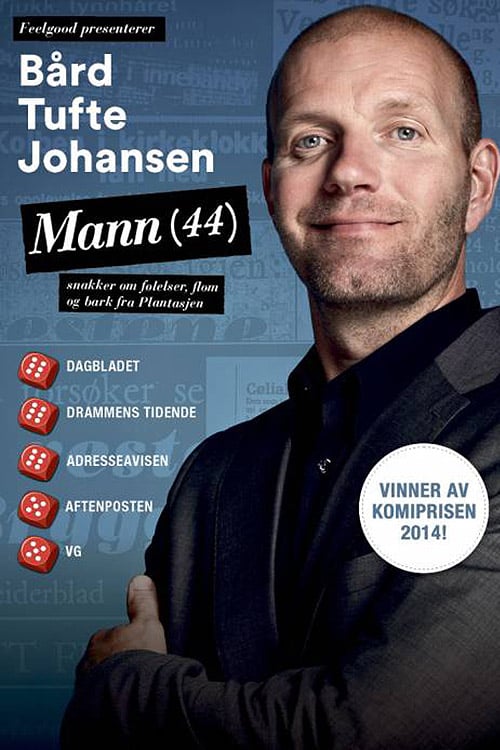 Feelgood presenterer
Bård
Tufte
Johansen
Mann (44)
snakker om følelser, flom
og bark fra Plantasjen
DAGBLADET
DRAMMENS TIDENDE
ADRESSEAVISEN
AFTENPOSTEN
VG
VINNER AV
KOMIPRISEN
2014!